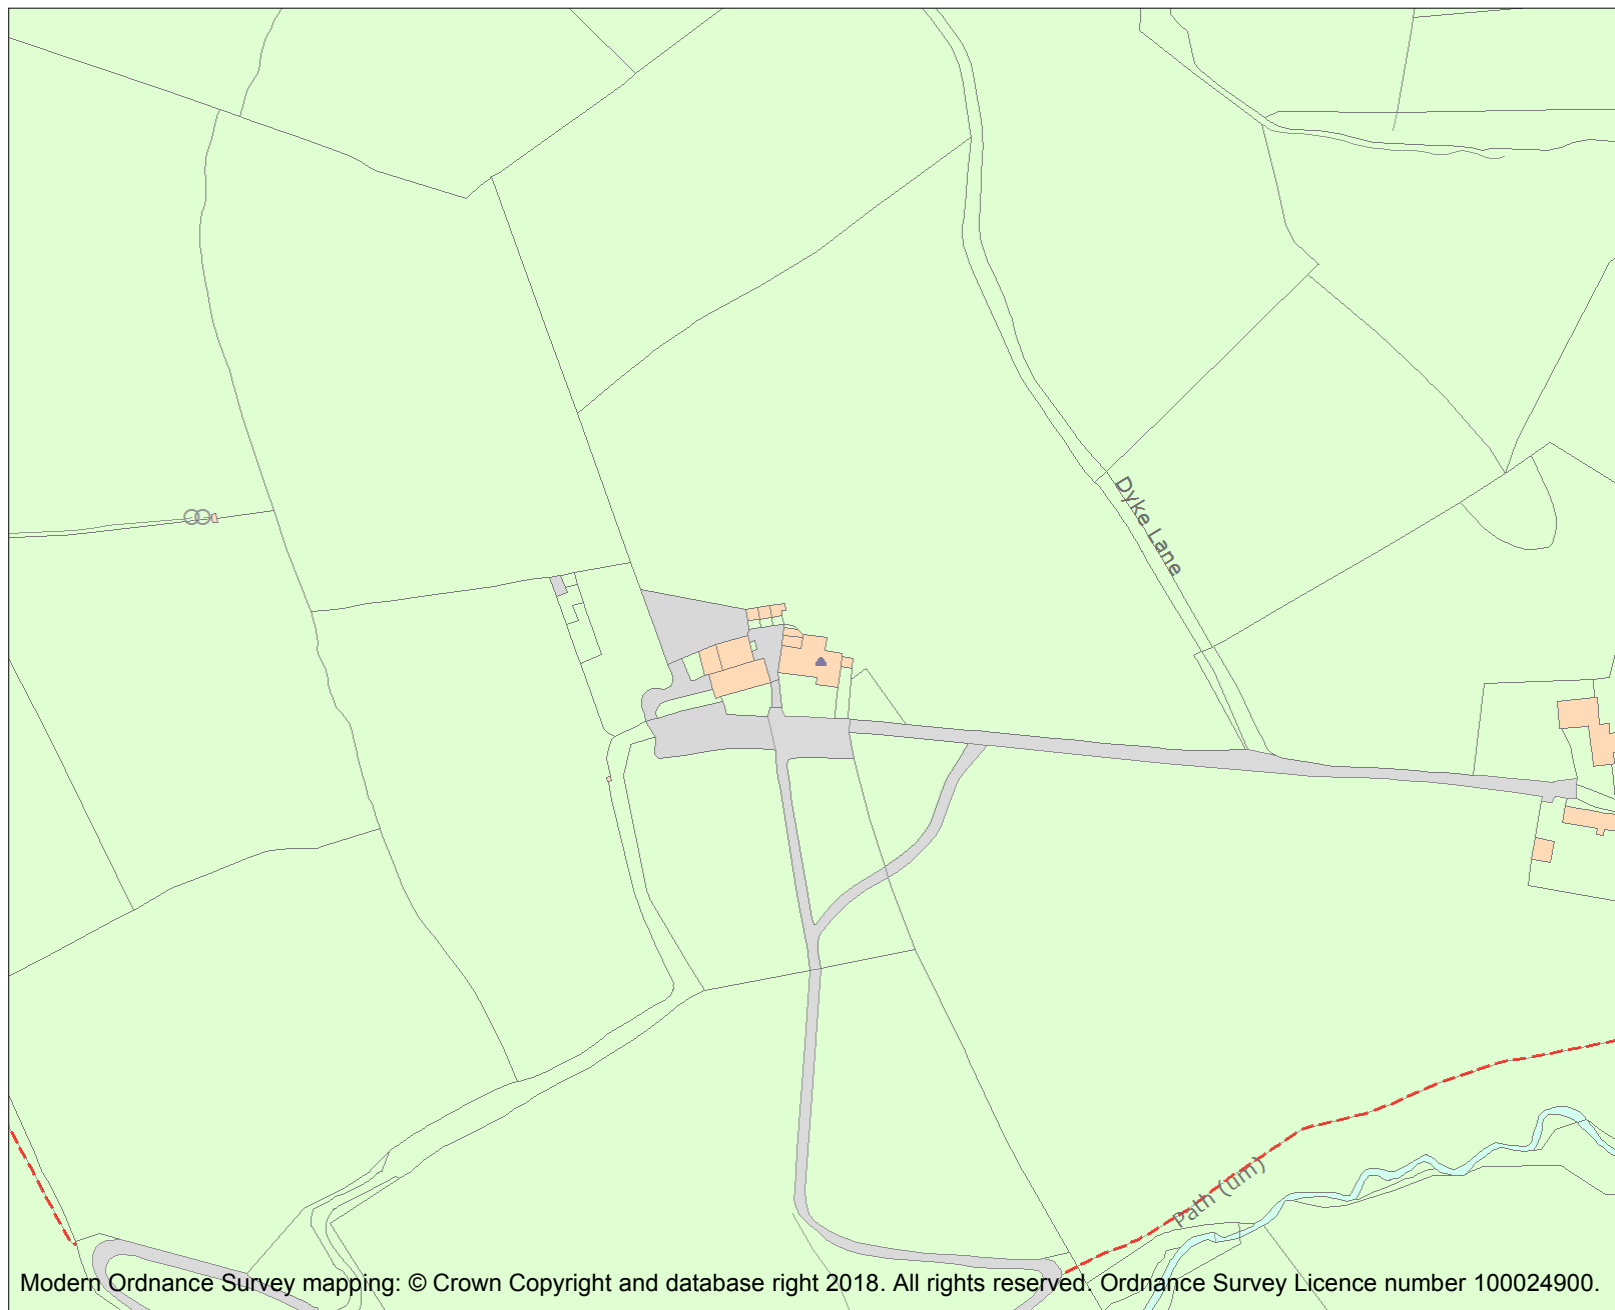 Dyke Lane
Path (um)
Modern Ordnance Survey mapping: © Crown Copyright and database right 2018. All rights reserved. Ordnance Survey Licence number 100024900.